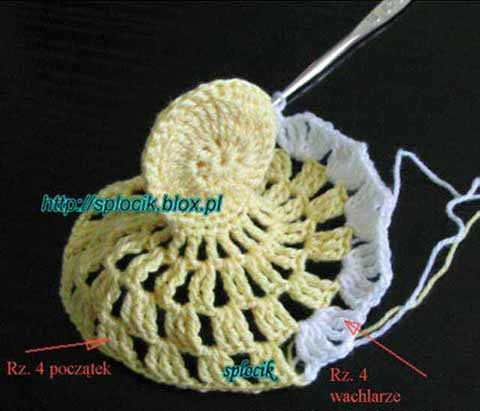 http://splocik.blox.pl
Rz. 4 początek
splocik
Rz. 4
wachlarze